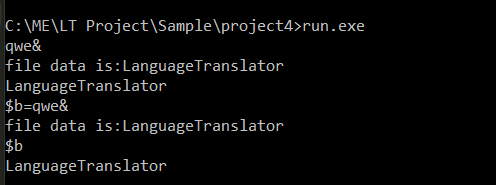 C:\ME\LT Project\Sample\project4>run.exe
qwe&
file data is:LanguageTranslator
LanguageTranslator
$b=qwe&
file data is:LanguageTranslator
$b
LanguageTranslator